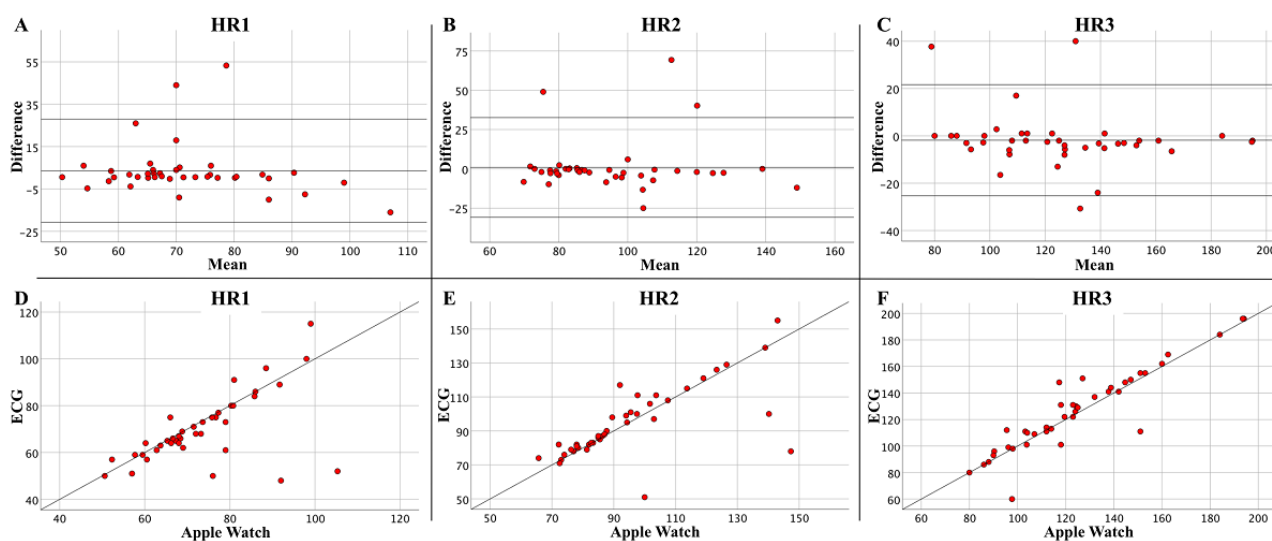 A HR1
55
35
15
-5
-25
Difference
50 60 70 80 90 100 110
Mean
B HR2
75
50
25
0
-25
Difference
60 80 100 120 140 160
Mean
C HR3
40
20
0
-20
-40
Difference
80 100 120 140 160 180 200
Mean
D HR1
120
100
80
60
40
ECG
40 60 80 100 120
Apple Watch
E HR2
150
130
110
90
70
50
ECG
50 70 90 110 130 150
Apple Watch
F HR3
200
180
160
140
120
100
80
60
ECG
60 80 100 120 140 160 180 200
Apple Watch